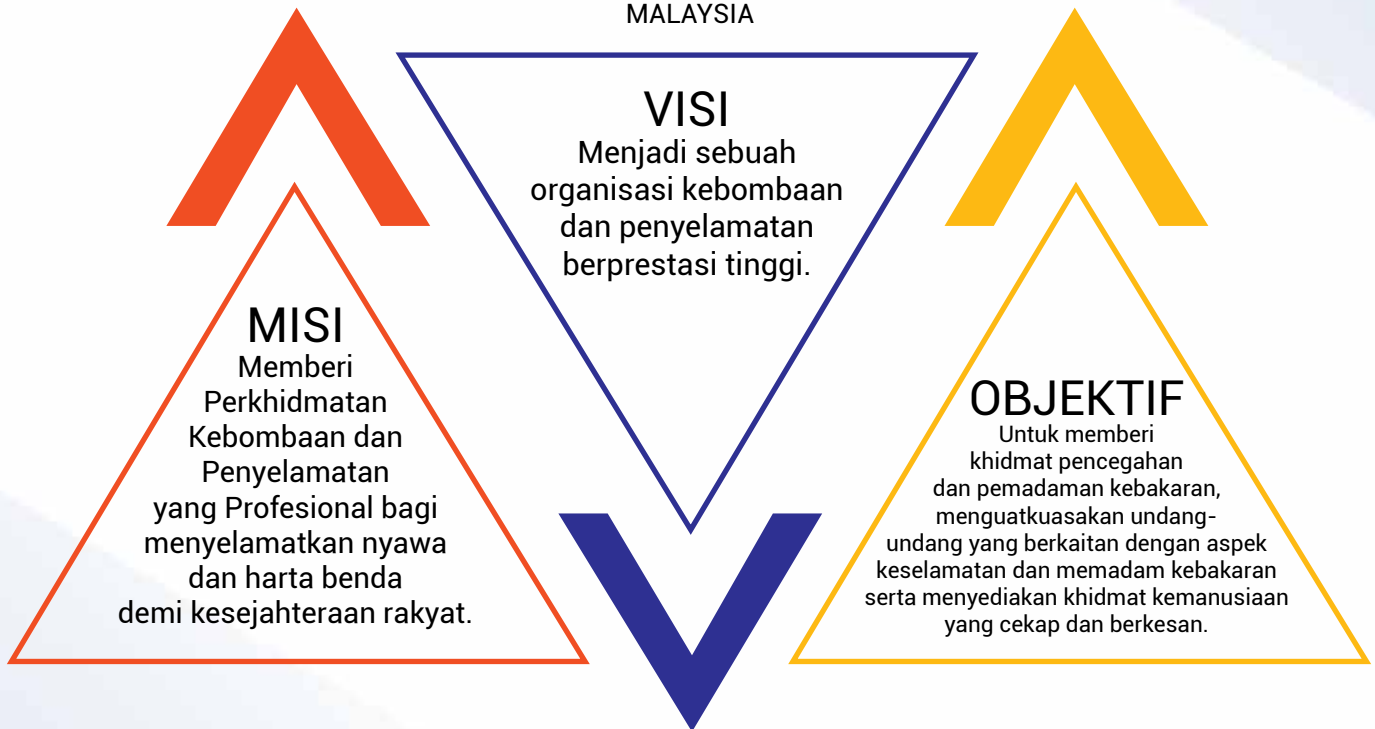 MALAYSIA
VISI
Menjadi sebuah
organisasi kebombaan
dan penyelamatan
berprestasi tinggi.
MISI
Memberi
Perkhidmatan
Kebombaan dan
Penyelamatan
yang Profesional bagi
menyelamatkan nyawa
dan harta benda
demi kesejahteraan rakyat.
OBJEKTIF
Untuk memberi
khidmat pencegahan
dan pemadaman kebakaran,
menguatkuasakan undang-
undang yang berkaitan dengan aspek
keselamatan dan memadam kebakaran
serta menyediakan khidmat kemanusiaan
yang cekap dan berkesan.